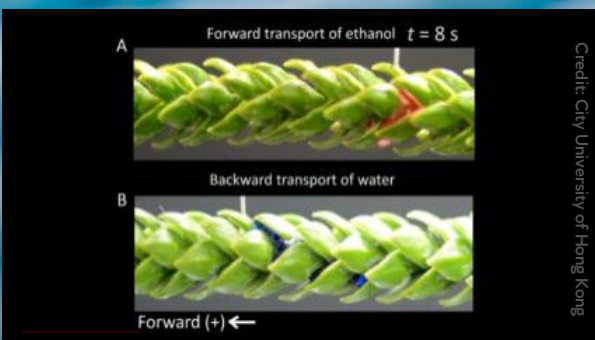 Forward transport of ethanol t = 8 s
A
Backward transport of water
B
Forward (+) ←
Credit: City University of Hong Kong